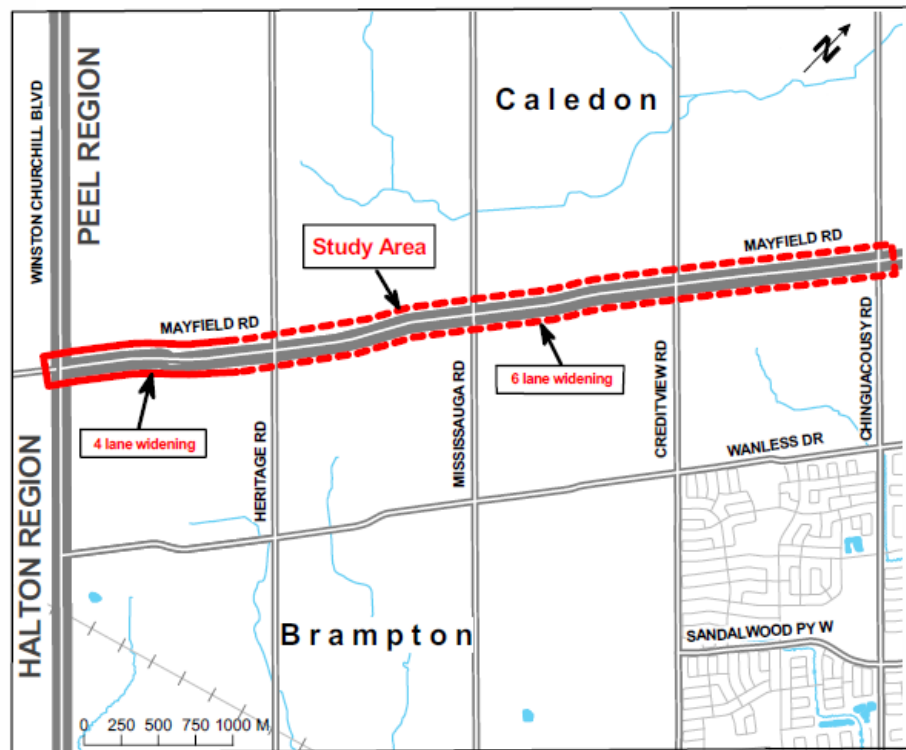 N
Caledon
WINSTON CHURCHILL BLVD
PEEL REGION
Study Area
MAYFIELD RD
MAYFIELD RD
6 lane widening
4 lane widening
HERITAGE RD
MISSISSAUGA RD
CREDITVIEW RD
CHINGUACOUSY RD
WANLESS DR
HALTON REGION
Brampton
SANDALWOOD PY W
0 250 500 750 1000 M